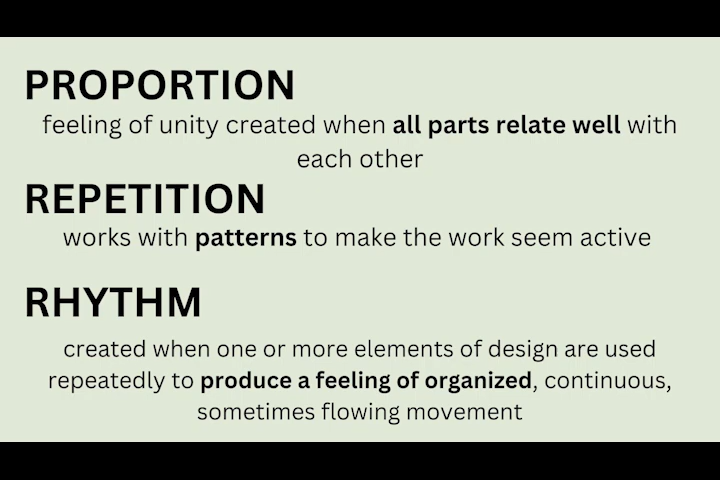 PROPORTION
feeling of unity created when all parts relate well with
each other
REPETITION
works with patterns to make the work seem active
RHYTHM
created when one or more elements of design are used
repeatedly to produce a feeling of organized, continuous,
sometimes flowing movement